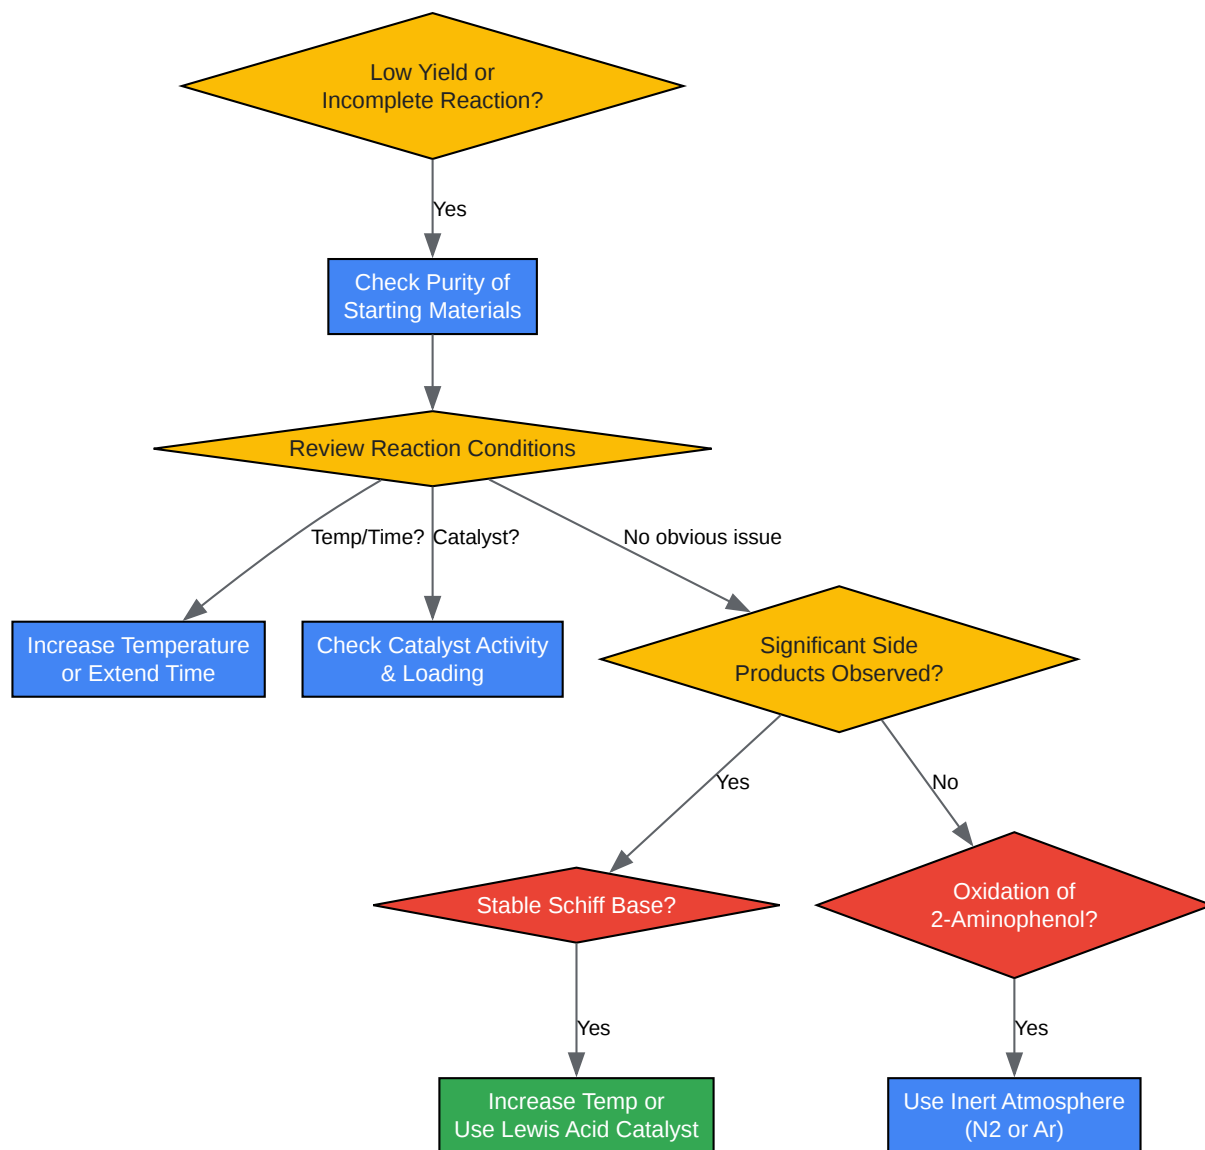 Low Yield or
Incomplete Reaction?
Yes
Check Purity of
Starting Materials
Review Reaction Conditions
Temp/Time?
Catalyst?
No obvious issue
Increase Temperature
or Extend Time
Check Catalyst Activity
& Loading
Significant Side
Products Observed?
Yes
No
Stable Schiff Base?
Oxidation of
2-Aminophenol?
Yes
Yes
Increase Temp or
Use Lewis Acid Catalyst
Use Inert Atmosphere
(N2 or Ar)